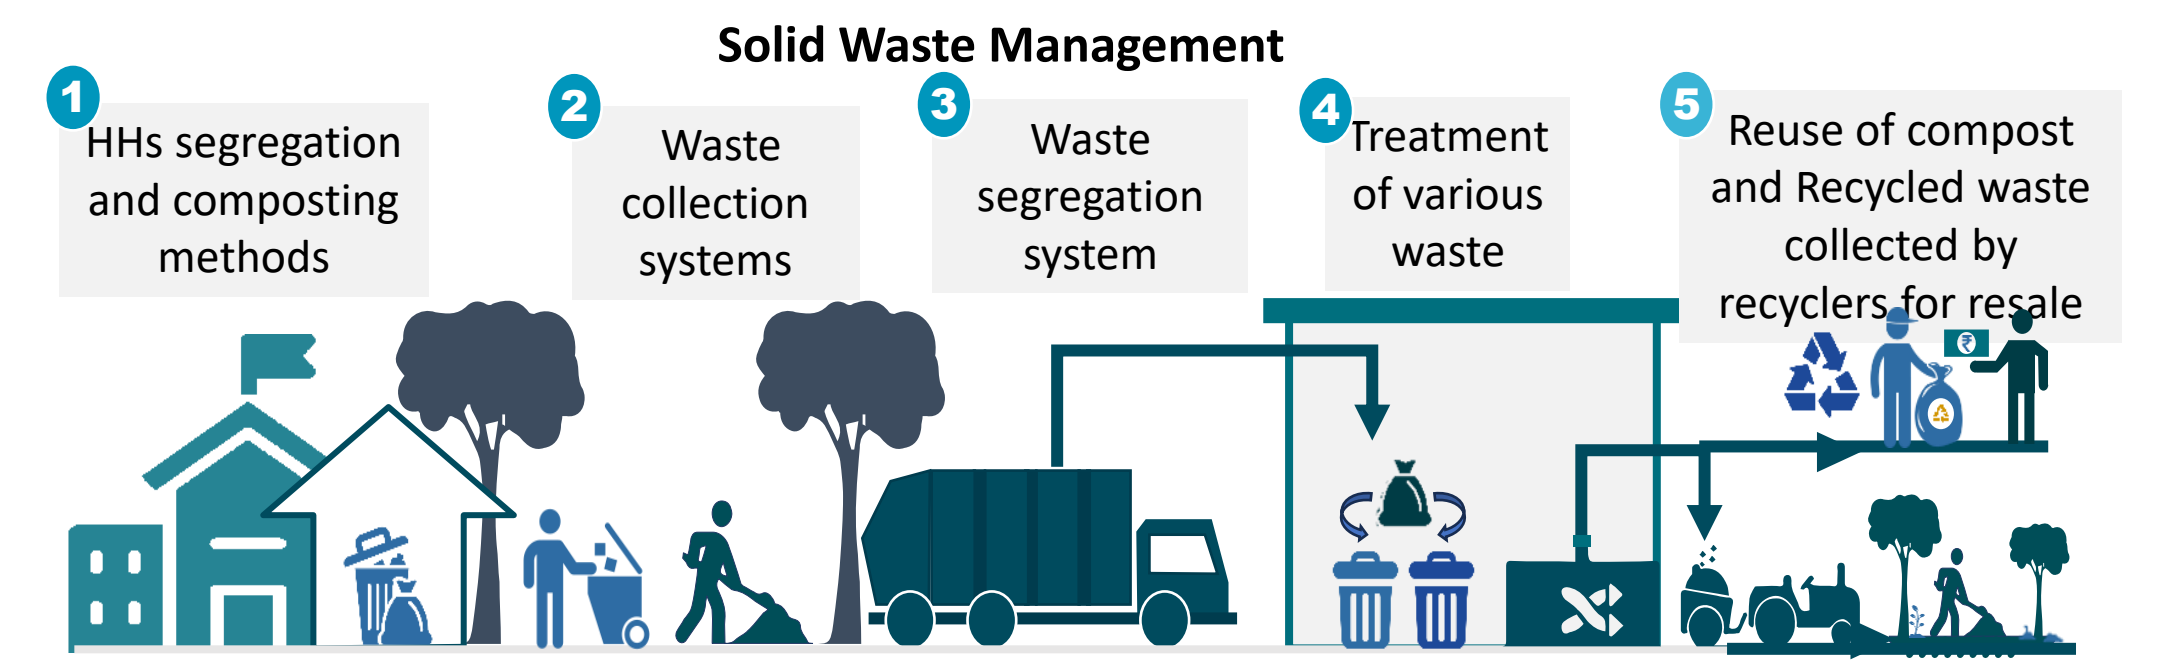 Solid Waste Management
1
HHs segregation
and composting
methods
2
Waste
collection
systems
3
Waste
segregation
system
4
Treatment
of various
waste
5
Reuse of compost
and Recycled waste
collected by
recyclers for resale
₹